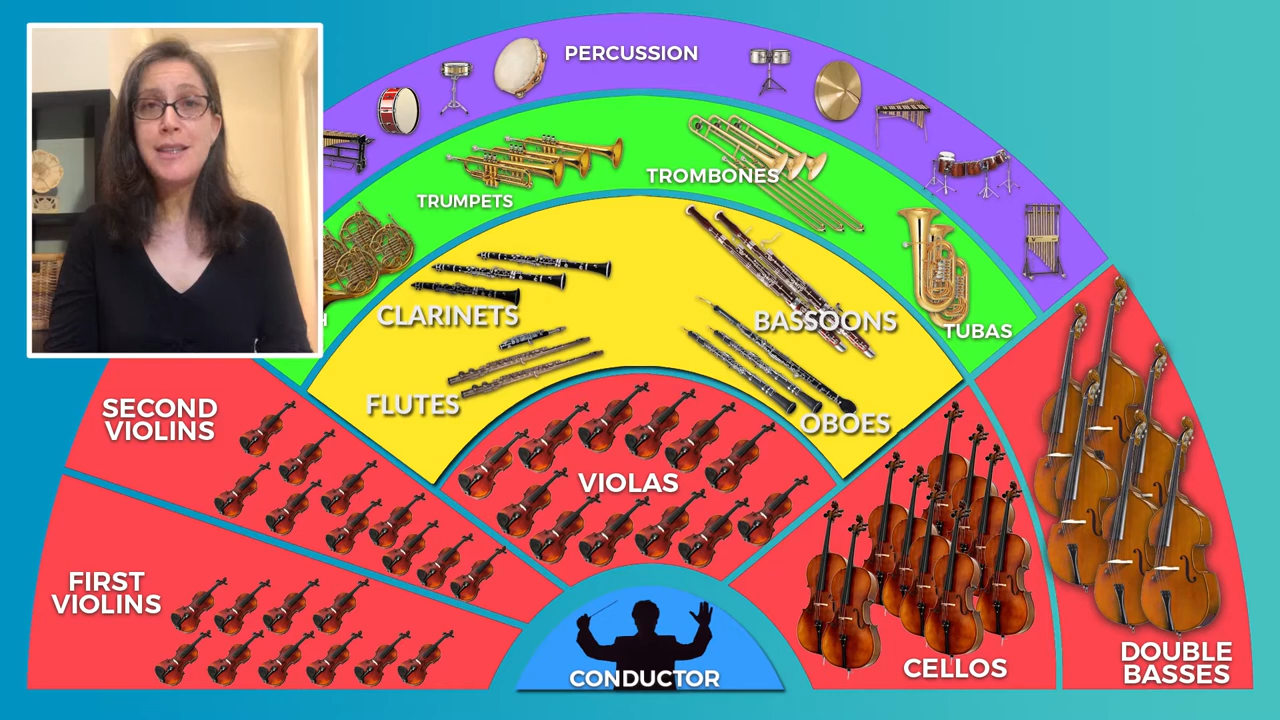 PERCUSSION
TRUMPETS
TROMBONES
H
TUBAS
CLARINETS
BASSOONS
FLUTES
OBOES
SECOND
VIOLINS
VIOLAS
FIRST
VIOLINS
CONDUCTOR
CELLOS
DOUBLE
BASSES